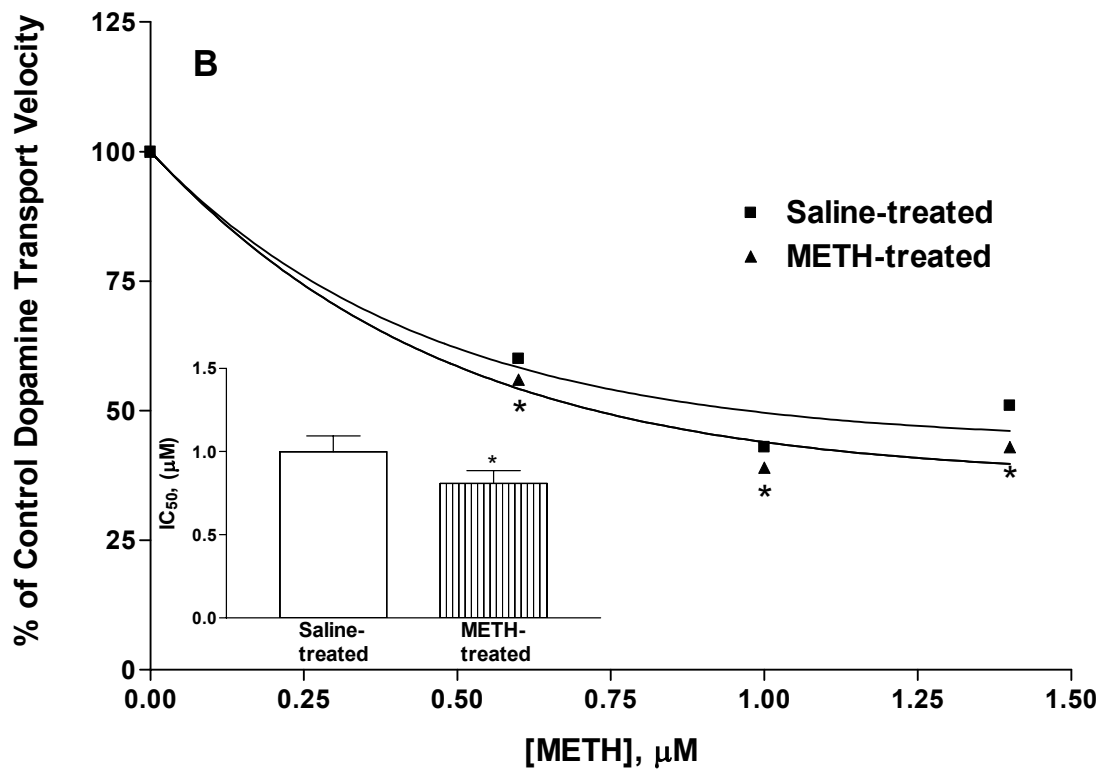 B
% of Control Dopamine Transport Velocity
125
100
75
50
25
0
Saline-treated
METH-treated
*
*
*
IC50, (μM)
1.5
1.0
0.5
0.0
*
Saline-
treated
METH-
treated
0.00 0.25 0.50 0.75 1.00 1.25 1.50
[METH], μM